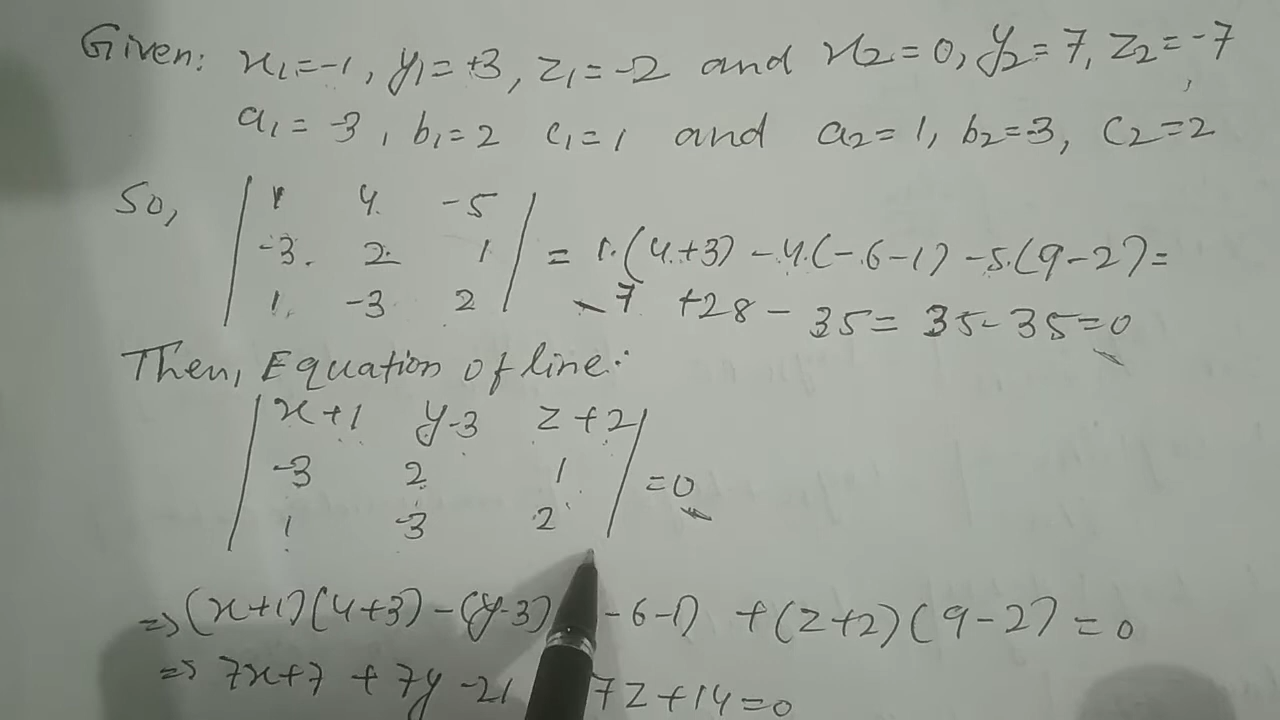 Given: x1=-1, y1=+3, z1=-2 and x2=0, y2=7, z2=-7
a1=-3, b1=2 c1=1 and a2=1, b2=-3, c2=2
So, | 1 4 -5 |
| -3 2 1 | = 1.(4+3) -4.(-6-1) -5.(9-2)=
| 1 -3 2 | 7 +28 - 35= 35-35=0
Then, Equation of line:
| x+1 y-3 z+2 |
| -3 2 1 | =0
| 1 -3 2 |
=> (x+1)(4+3)-(y-3) -6-1) +(z+2)(9-2)=0
=> 7x+7 +7y-21 7z+14=0